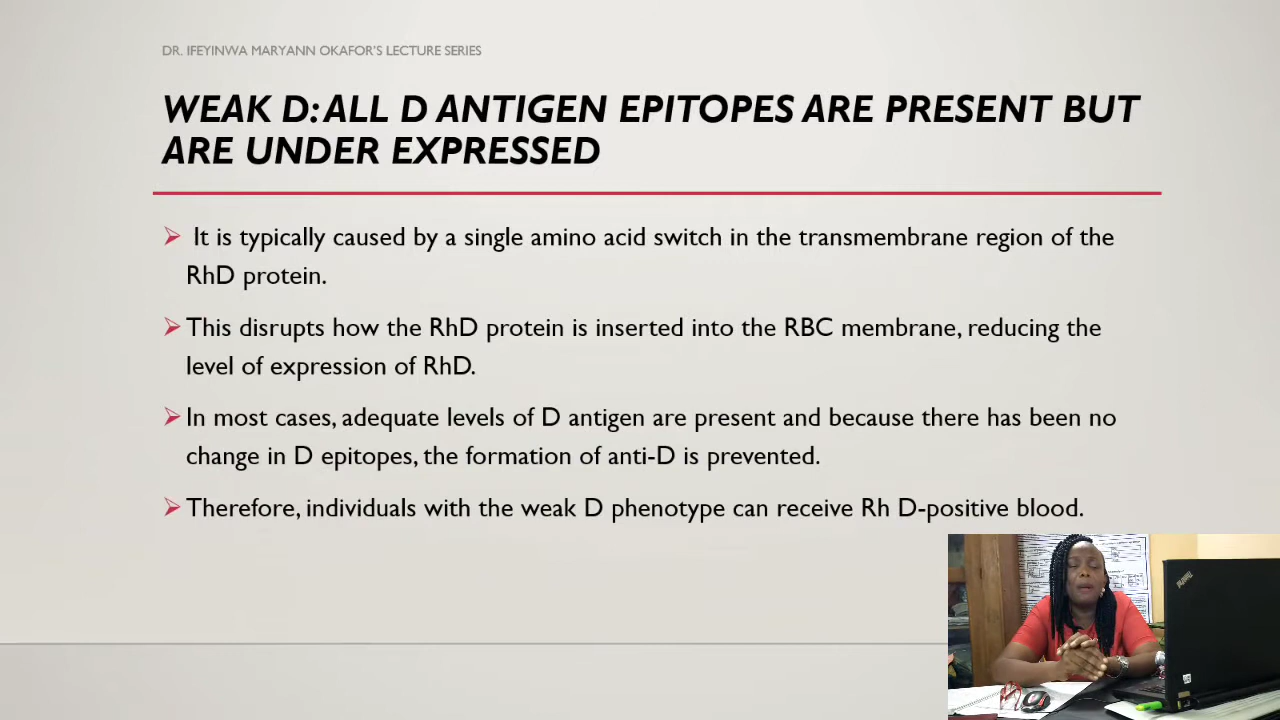 DR. IFEYINWA MARYANN OKAFOR'S LECTURE SERIES
WEAK D: ALL D ANTIGEN EPITOPES ARE PRESENT BUT
ARE UNDER EXPRESSED
It is typically caused by a single amino acid switch in the transmembrane region of the
RhD protein.
This disrupts how the RhD protein is inserted into the RBC membrane, reducing the
level of expression of RhD.
In most cases, adequate levels of D antigen are present and because there has been no
change in D epitopes, the formation of anti-D is prevented.
Therefore, individuals with the weak D phenotype can receive Rh D-positive blood.